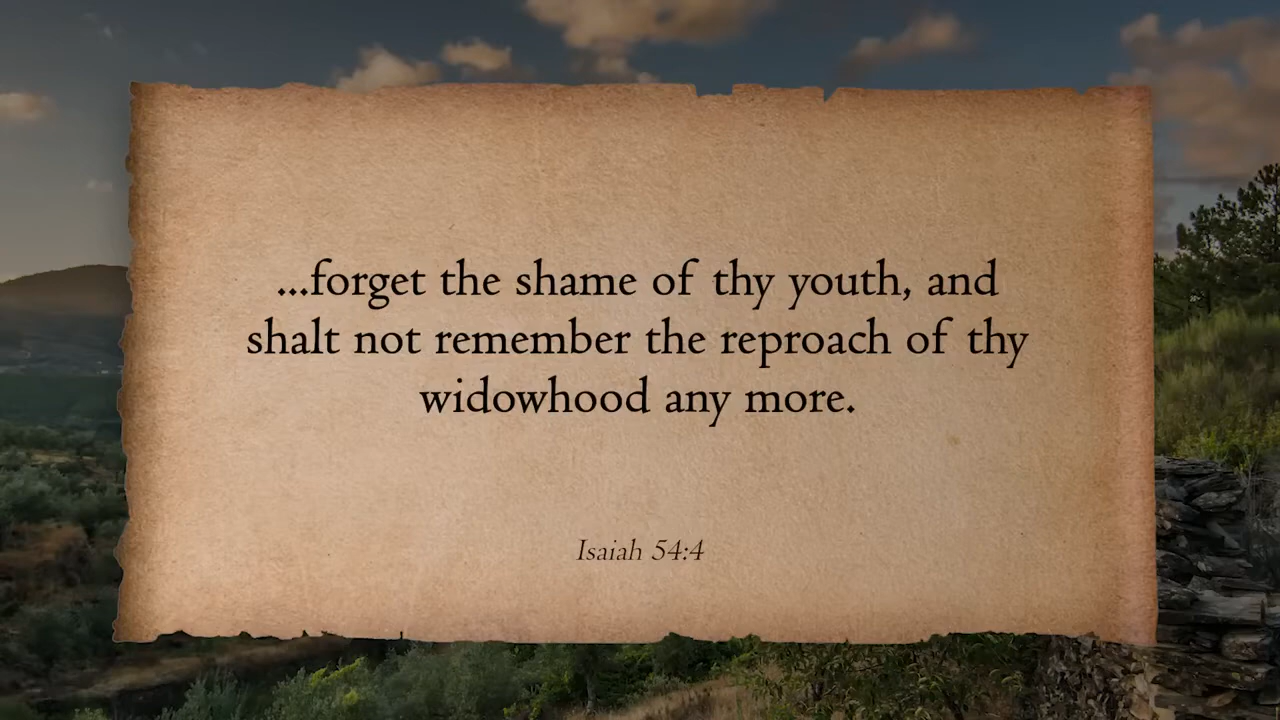 ...forget the shame of thy youth, and
shalt not remember the reproach of thy
widowhood any more.
Isaiah 54:4